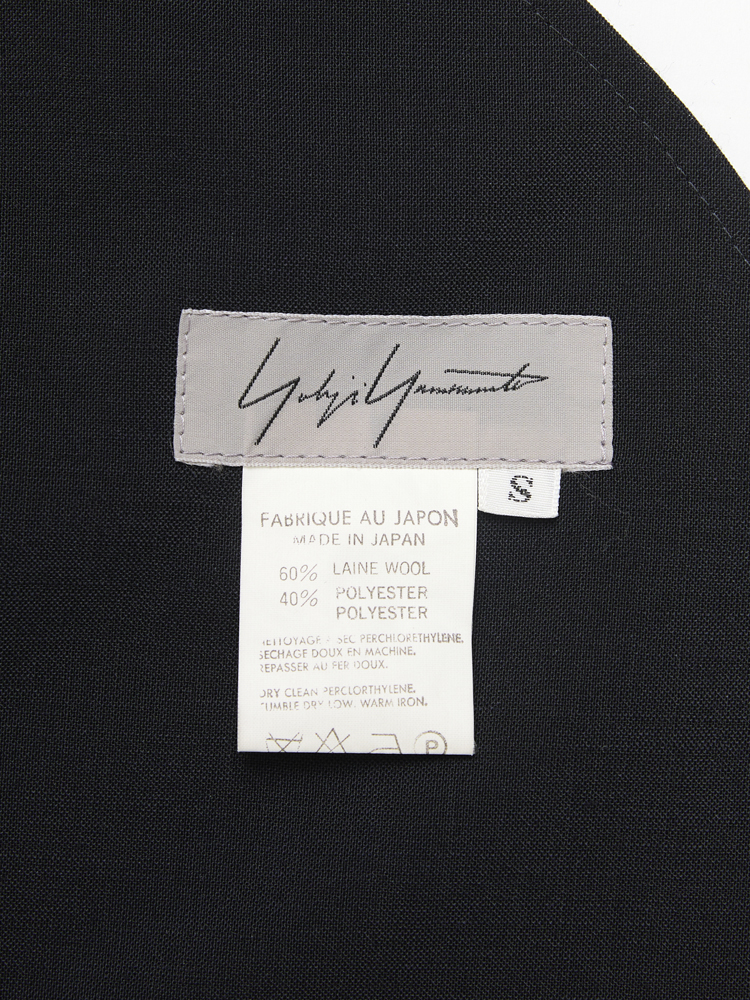 Yohji Yamamoto
S
FABRIQUE AU JAPON
MADE IN JAPAN
60% LAINE WOOL
40% POLYESTER
POLYESTER
NETTOYAGE A SEC PERCHLORETHYLENE.
SECHAGE DOUX EN MACHINE.
REPASSER AU FER DOUX.
DRY CLEAN PERCLORTHYLENE.
TUMBLE DRY LOW. WARM IRON.
P